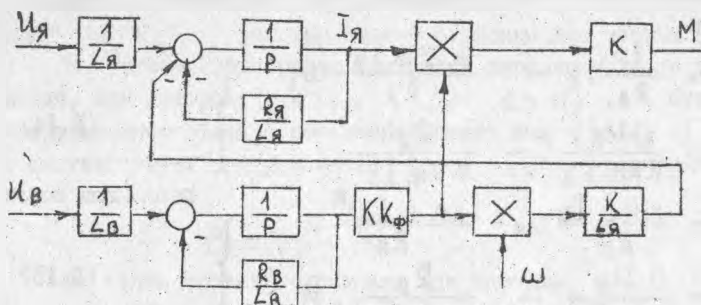 Uя 1/Lя - 1/P Iя × K M
Rя/Lя
Uв 1/Lв 1/P KKф × K/Lя
Rв/Lв ω